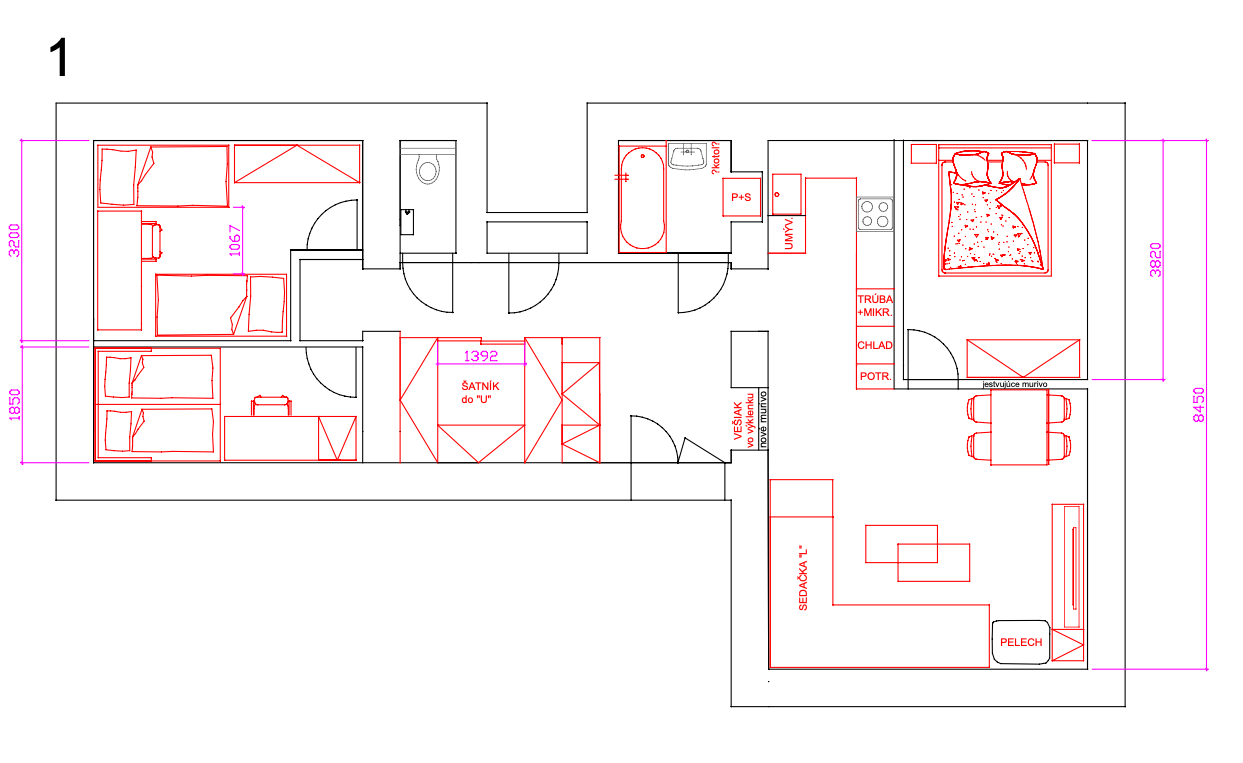 1
?kotol?
P+S
UMÝV.
3200
1067
3820
TRÚBA
+MIKR.
CHLAD
POTR.
1392
ŠATNÍK
do "U"
jestvujúce murivo
1850
VEŠIAK
vo výklenku
nové murivo
8450
SEDAČKA "L"
PELECH